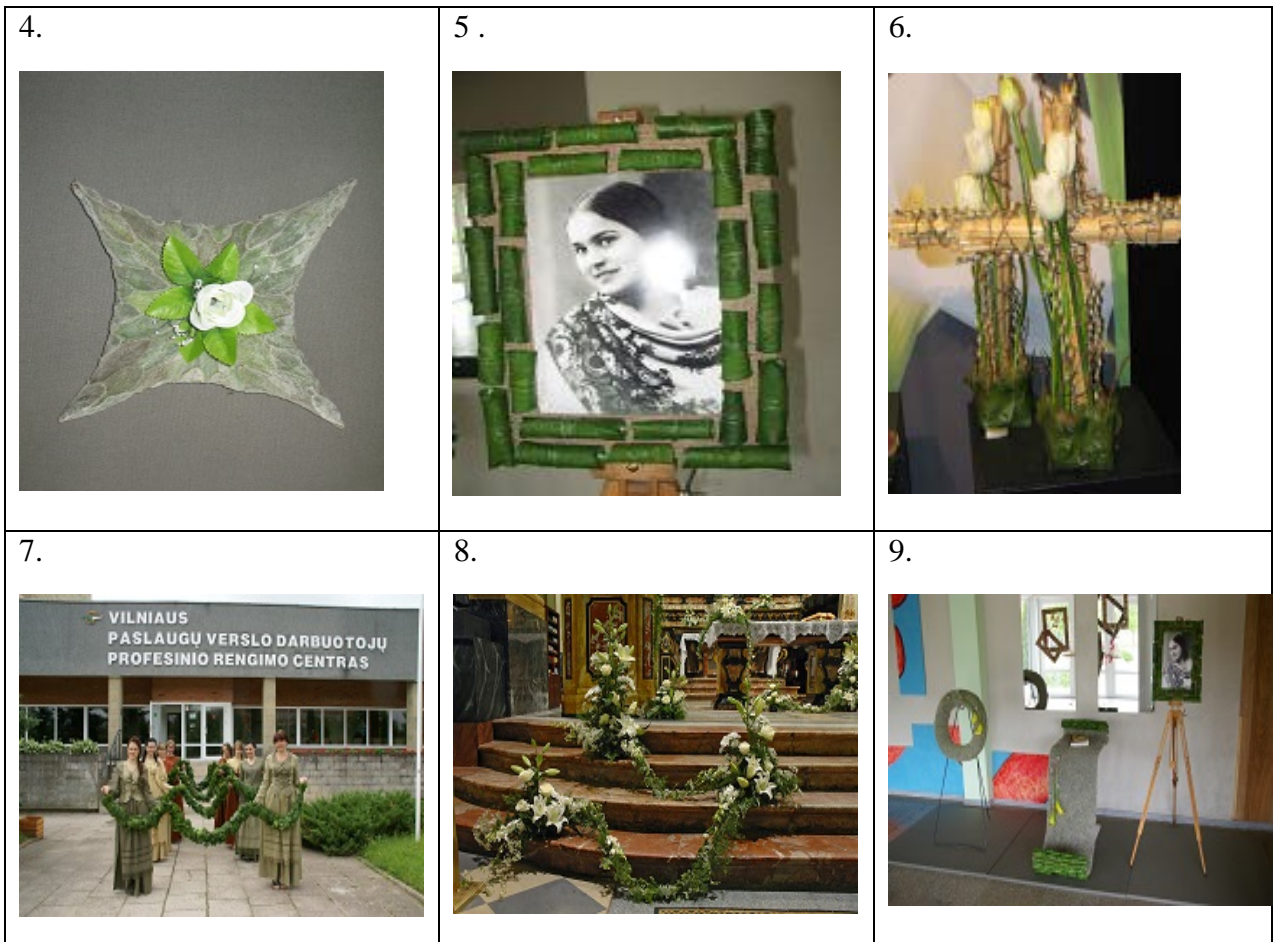 4.
5 .
6.
7.
VILNIAUS
PASLAUGŲ VERSLO DARBUOTOJŲ
PROFESINIO RENGIMO CENTRAS
8.
9.